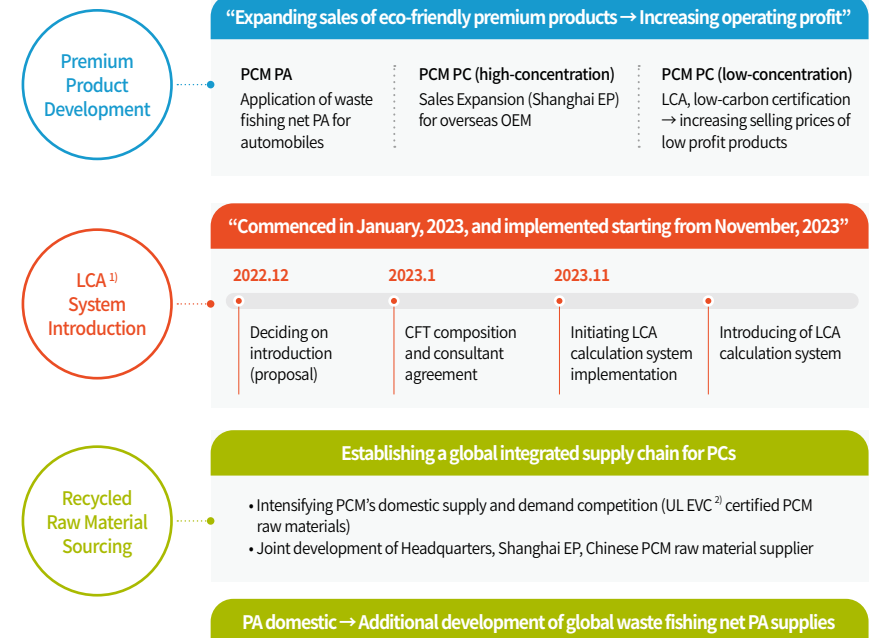 Premium
Product
Development
“Expanding sales of eco-friendly premium products → Increasing operating profit”
PCM PA
Application of waste
fishing net PA for
automobiles
PCM PC (high-concentration)
Sales Expansion (Shanghai EP)
for overseas OEM
PCM PC (low-concentration)
LCA, low-carbon certification
→ increasing selling prices of
low profit products
LCA 1)
System
Introduction
“Commenced in January, 2023, and implemented starting from November, 2023”
2022.12
Deciding on
introduction
(proposal)
2023.1
CFT composition
and consultant
agreement
2023.11
Initiating LCA
calculation system
implementation
Introducing of LCA
calculation system
Recycled
Raw Material
Sourcing
Establishing a global integrated supply chain for PCs
• Intensifying PCM’s domestic supply and demand competition (UL EVC 2) certified PCM
raw materials)
• Joint development of Headquarters, Shanghai EP, Chinese PCM raw material supplier
PA domestic → Additional development of global waste fishing net PA supplies